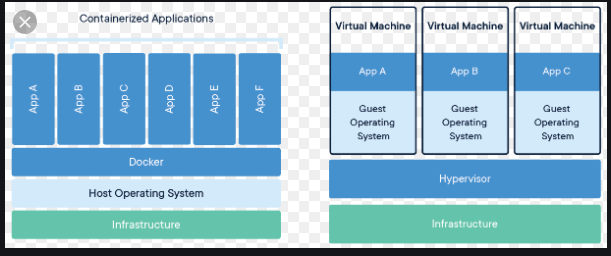 Containerized Applications
App A
App B
App C
App D
App E
App F
Docker
Host Operating System
Infrastructure
Virtual Machine
App A
Guest
Operating
System
Virtual Machine
App B
Guest
Operating
System
Virtual Machine
App C
Guest
Operating
System
Hypervisor
Infrastructure